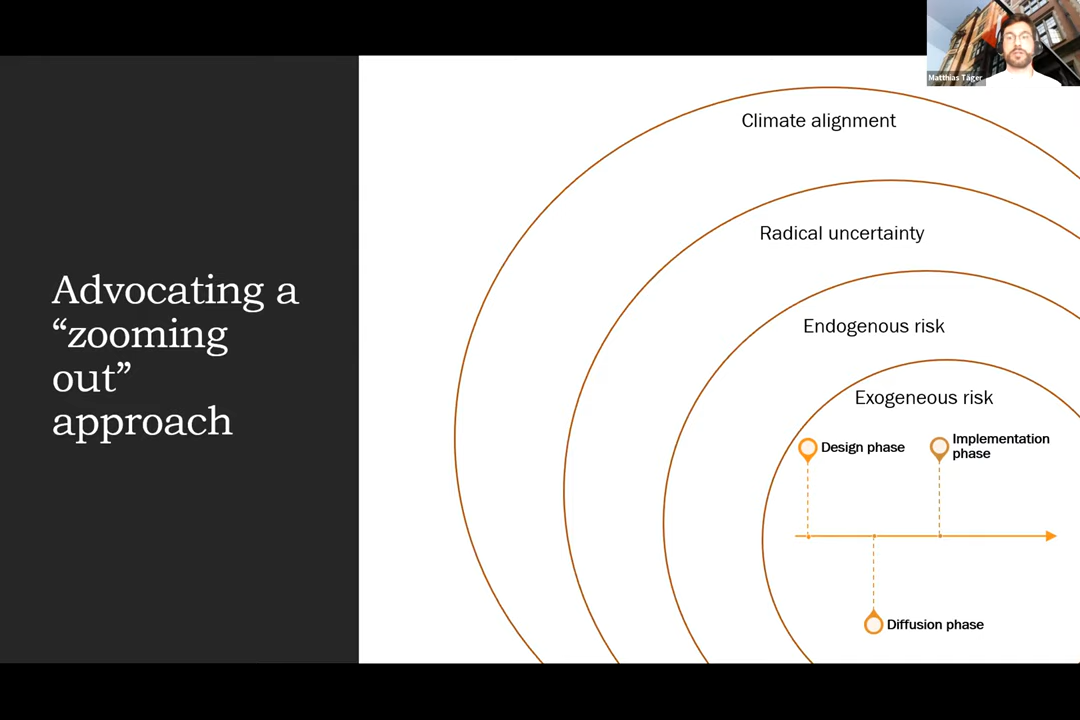 Matthias Täger
Advocating a
“zooming
out”
approach
Climate alignment
Radical uncertainty
Endogenous risk
Exogeneous risk
Design phase
Implementation
phase
Diffusion phase